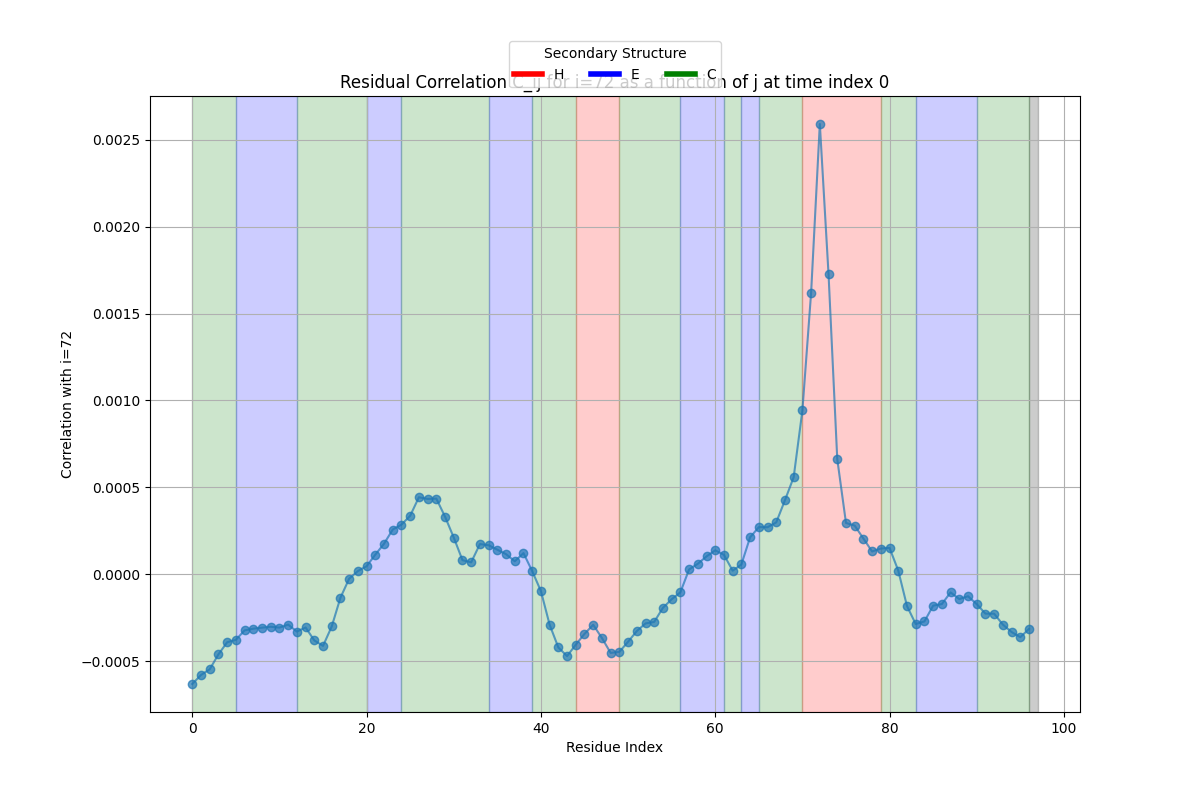 Secondary Structure
H E C
Residual Correlation C_ij for i=72 as a function of j at time index 0
0.0025
0.0020
0.0015
0.0010
0.0005
0.0000
−0.0005
Correlation with i=72
0 20 40 60 80 100
Residue Index